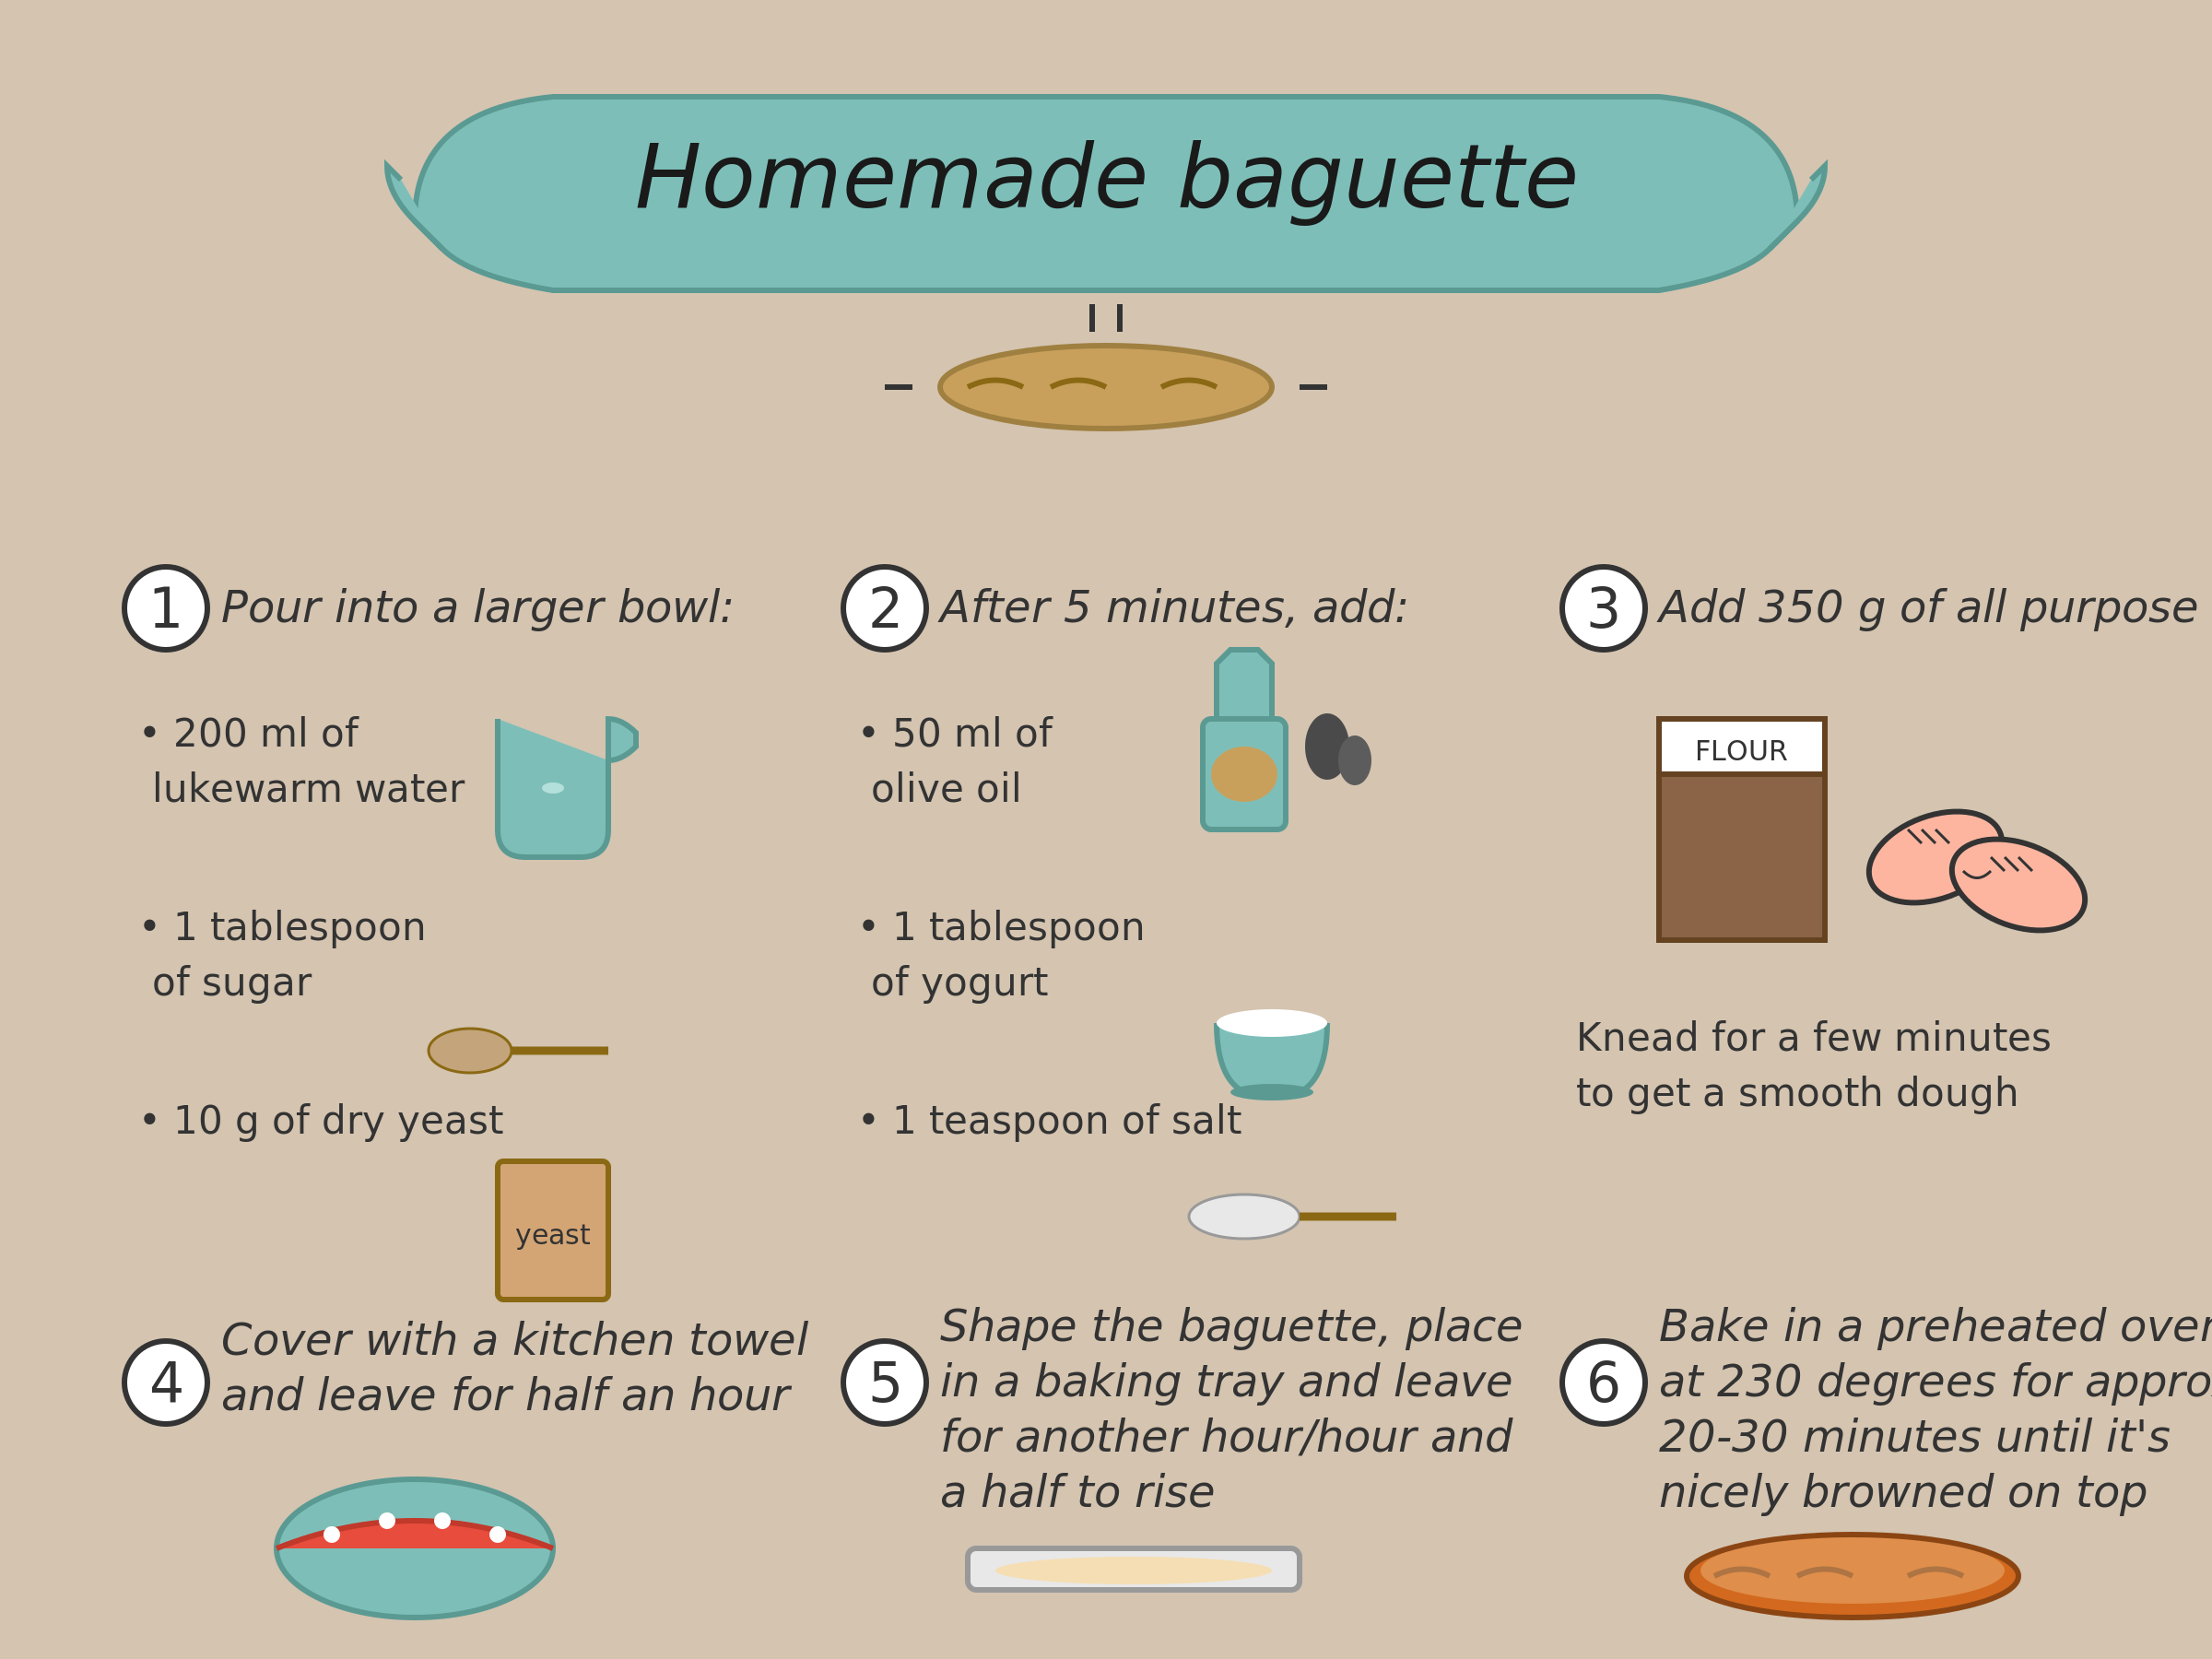 Homemade baguette
1
Pour into a larger bowl:
• 200 ml of
lukewarm water
• 1 tablespoon
of sugar
• 10 g of dry yeast
yeast
2
After 5 minutes, add:
• 50 ml of
olive oil
• 1 tablespoon
of yogurt
• 1 teaspoon of salt
3
Add 350 g of all purpose
FLOUR
Knead for a few minutes
to get a smooth dough
4
Cover with a kitchen towel
and leave for half an hour
5
Shape the baguette, place
in a baking tray and leave
for another hour/hour and
a half to rise
6
Bake in a preheated
at 230 degrees for
20-30 minutes until it's
nicely browned on top